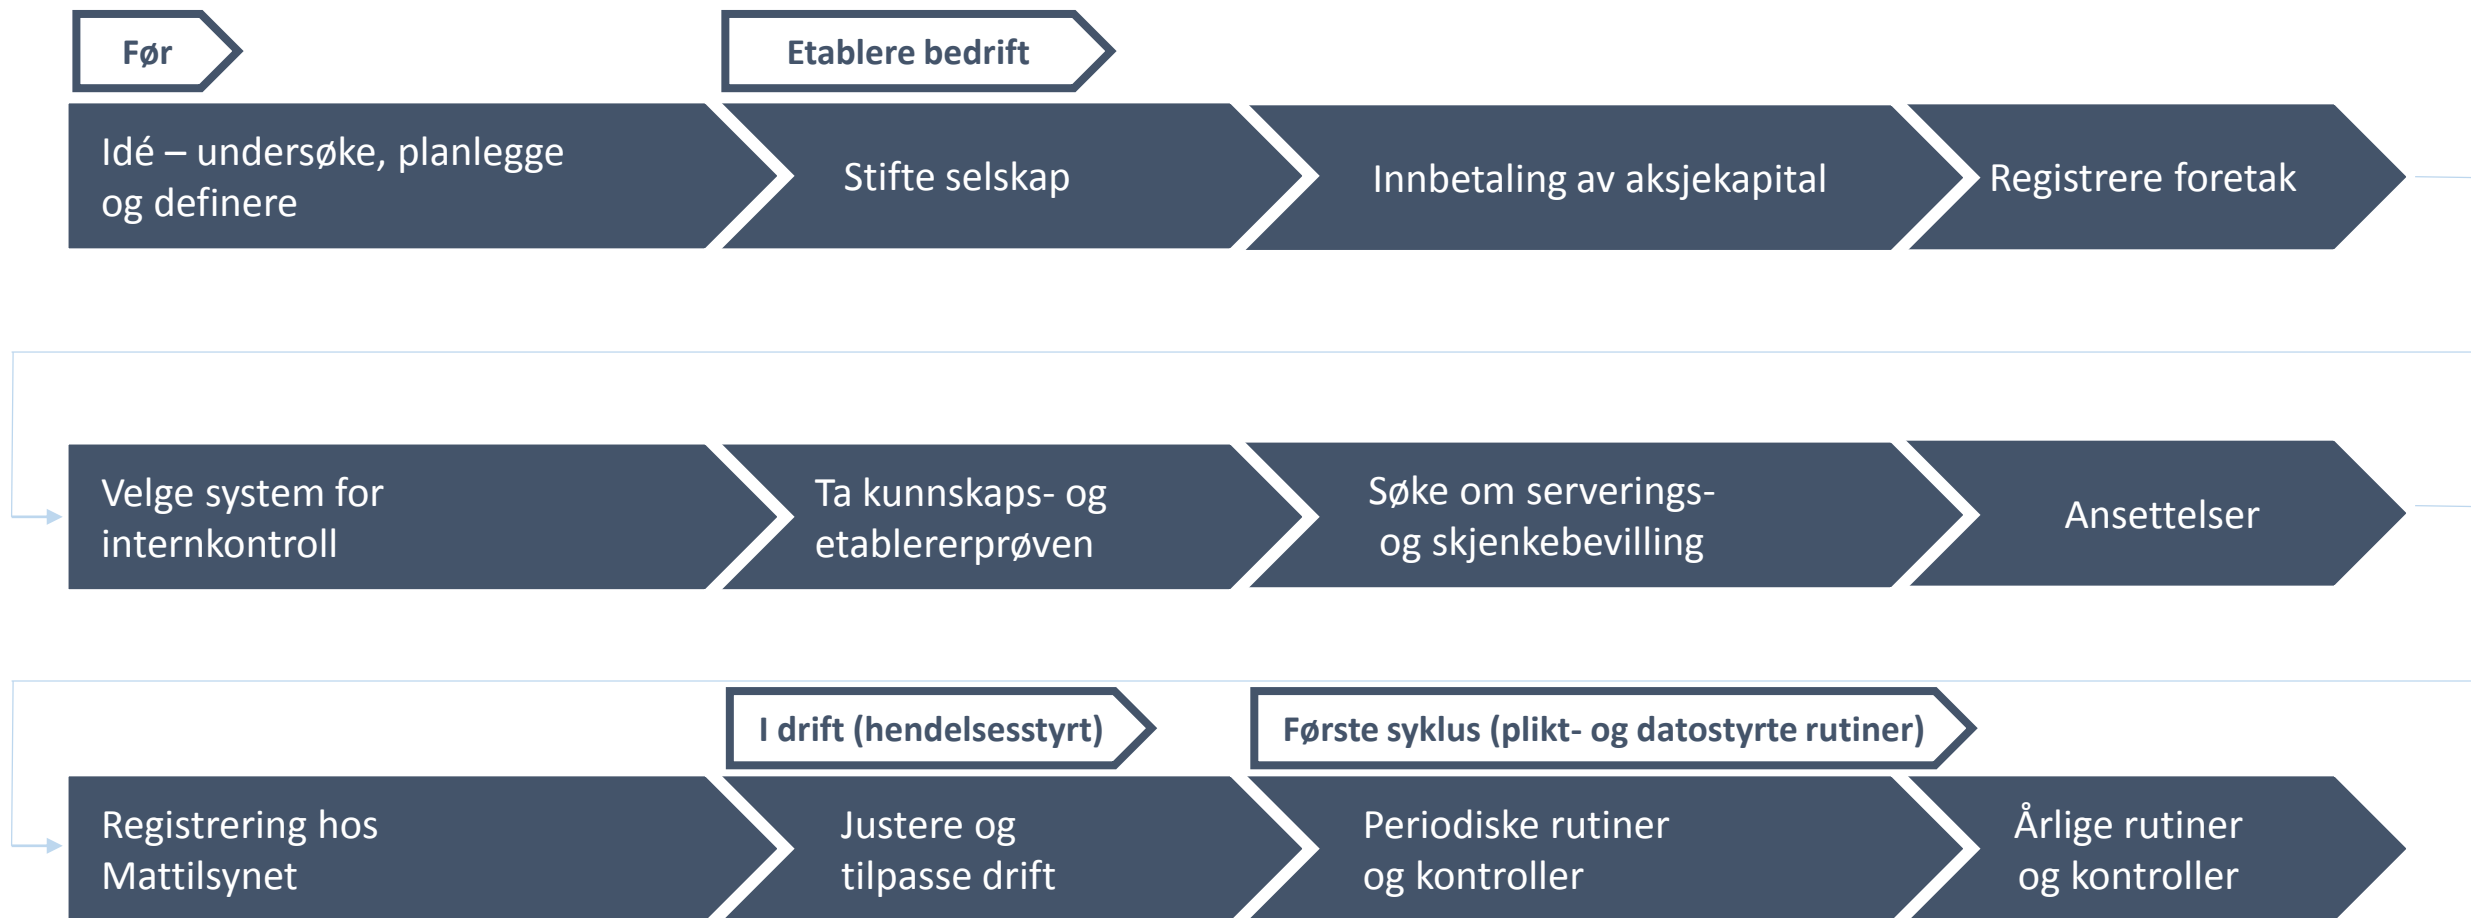 Før
Etablere bedrift
Idé – undersøke, planlegge
og definere
Stifte selskap
Innbetaling av aksjekapital
Registrere foretak
Velge system for
internkontroll
Ta kunnskaps- og
etablererprøven
Søke om serverings-
og skjenkebevilling
Ansettelser
I drift (hendelsesstyrt)
Første syklus (plikt- og datostyrte rutiner)
Registrering hos
Mattilsynet
Justere og
tilpasse drift
Periodiske rutiner
og kontroller
Årlige rutiner
og kontroller